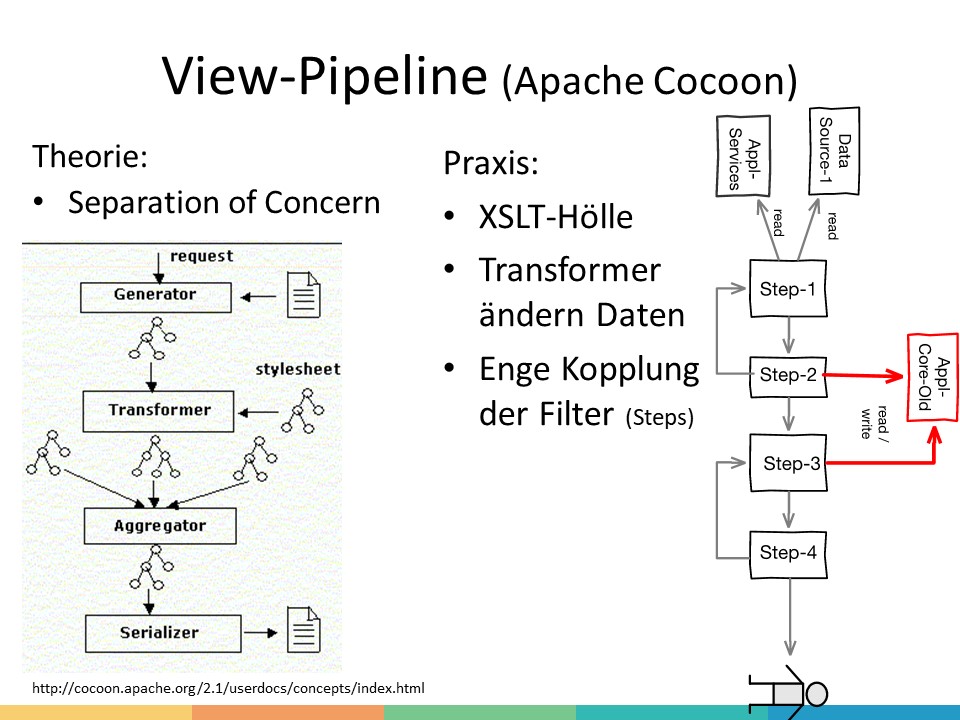 View-Pipeline (Apache Cocoon)
Theorie:
• Separation of Concern
request
Generator
stylesheet
Transformer
Aggregator
Serializer
http://cocoon.apache.org/2.1/userdocs/concepts/index.html
Praxis:
• XSLT-Hölle
• Transformer
ändern Daten
• Enge Kopplung
der Filter (Steps)
Appl-
Services
Data
Source-1
read
read
Step-1
Step-2
Appl-
Core-Old
read /
write
Step-3
Step-4